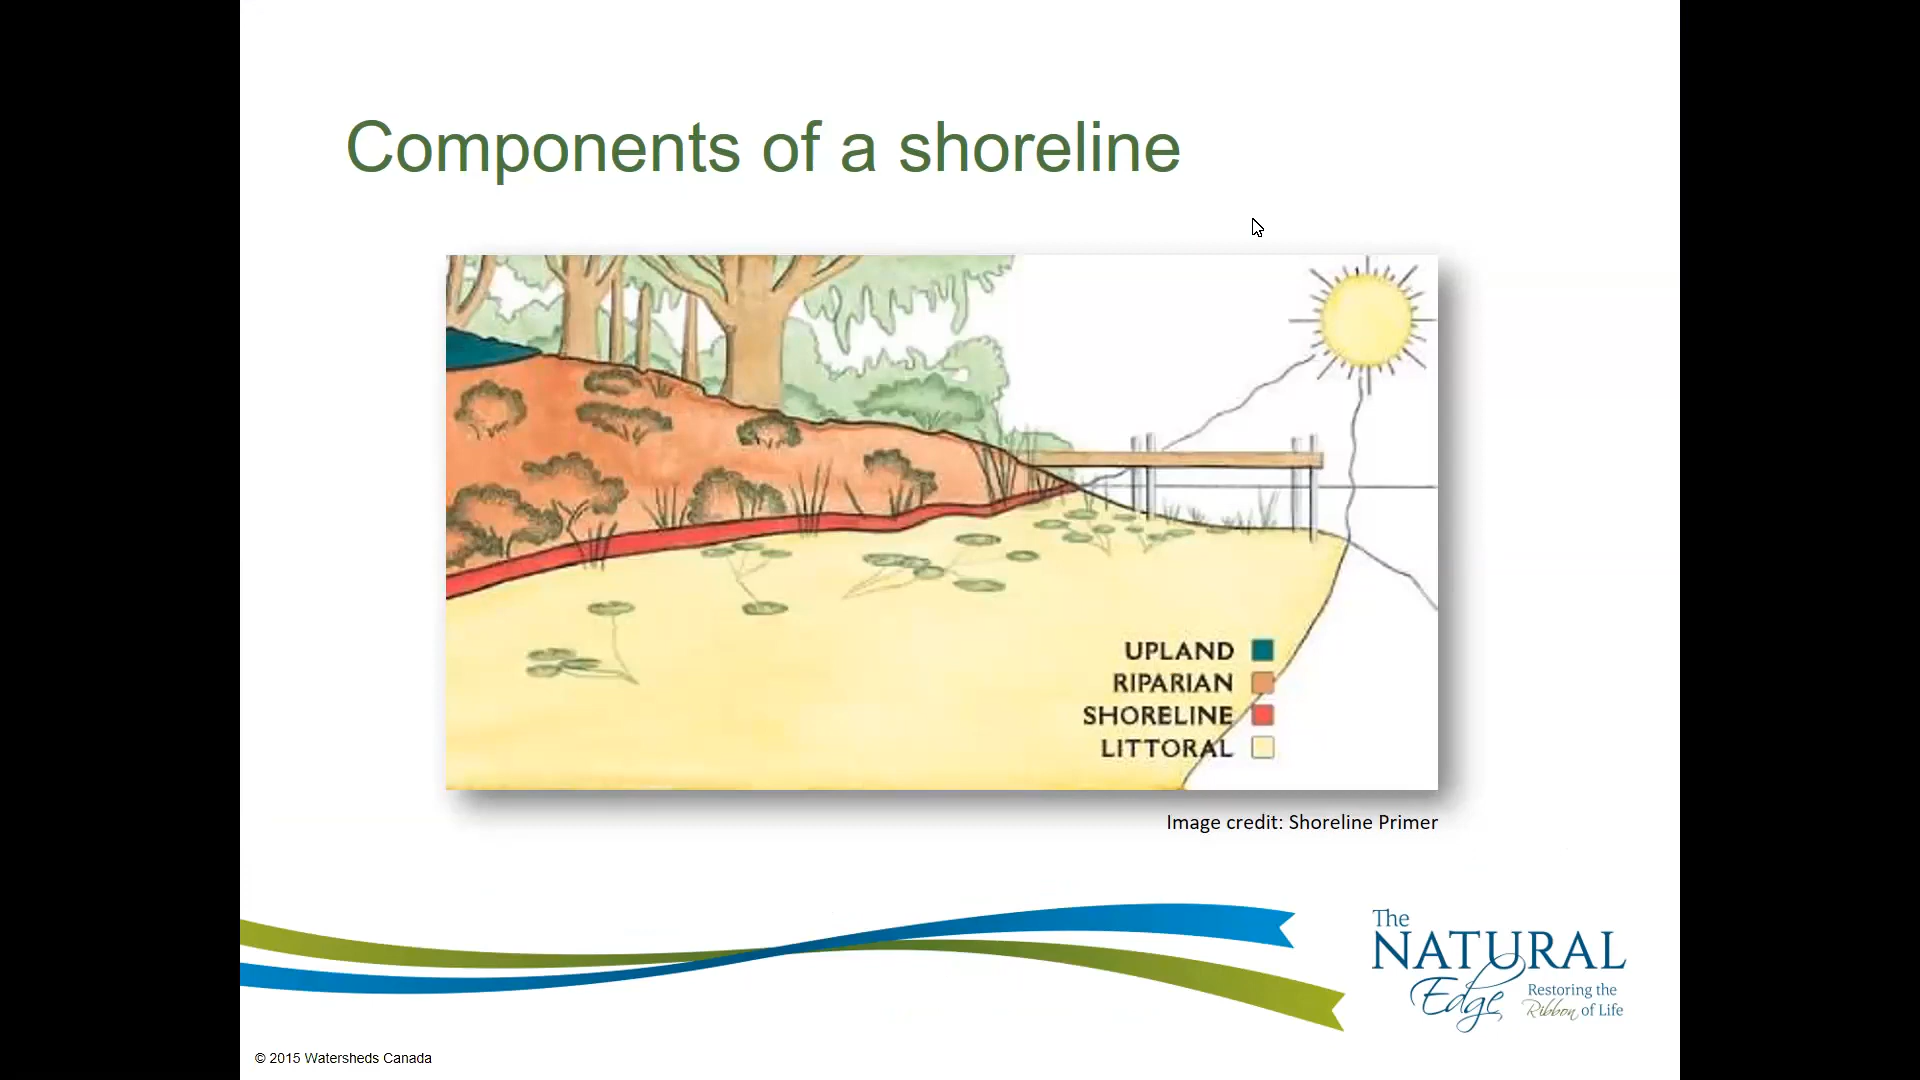 Components of a shoreline
UPLAND
RIPARIAN
SHORELINE
LITTORAL
Image credit: Shoreline Primer
The
NATURAL
Edge
Restoring the
Ribbon of Life
© 2015 Watersheds Canada